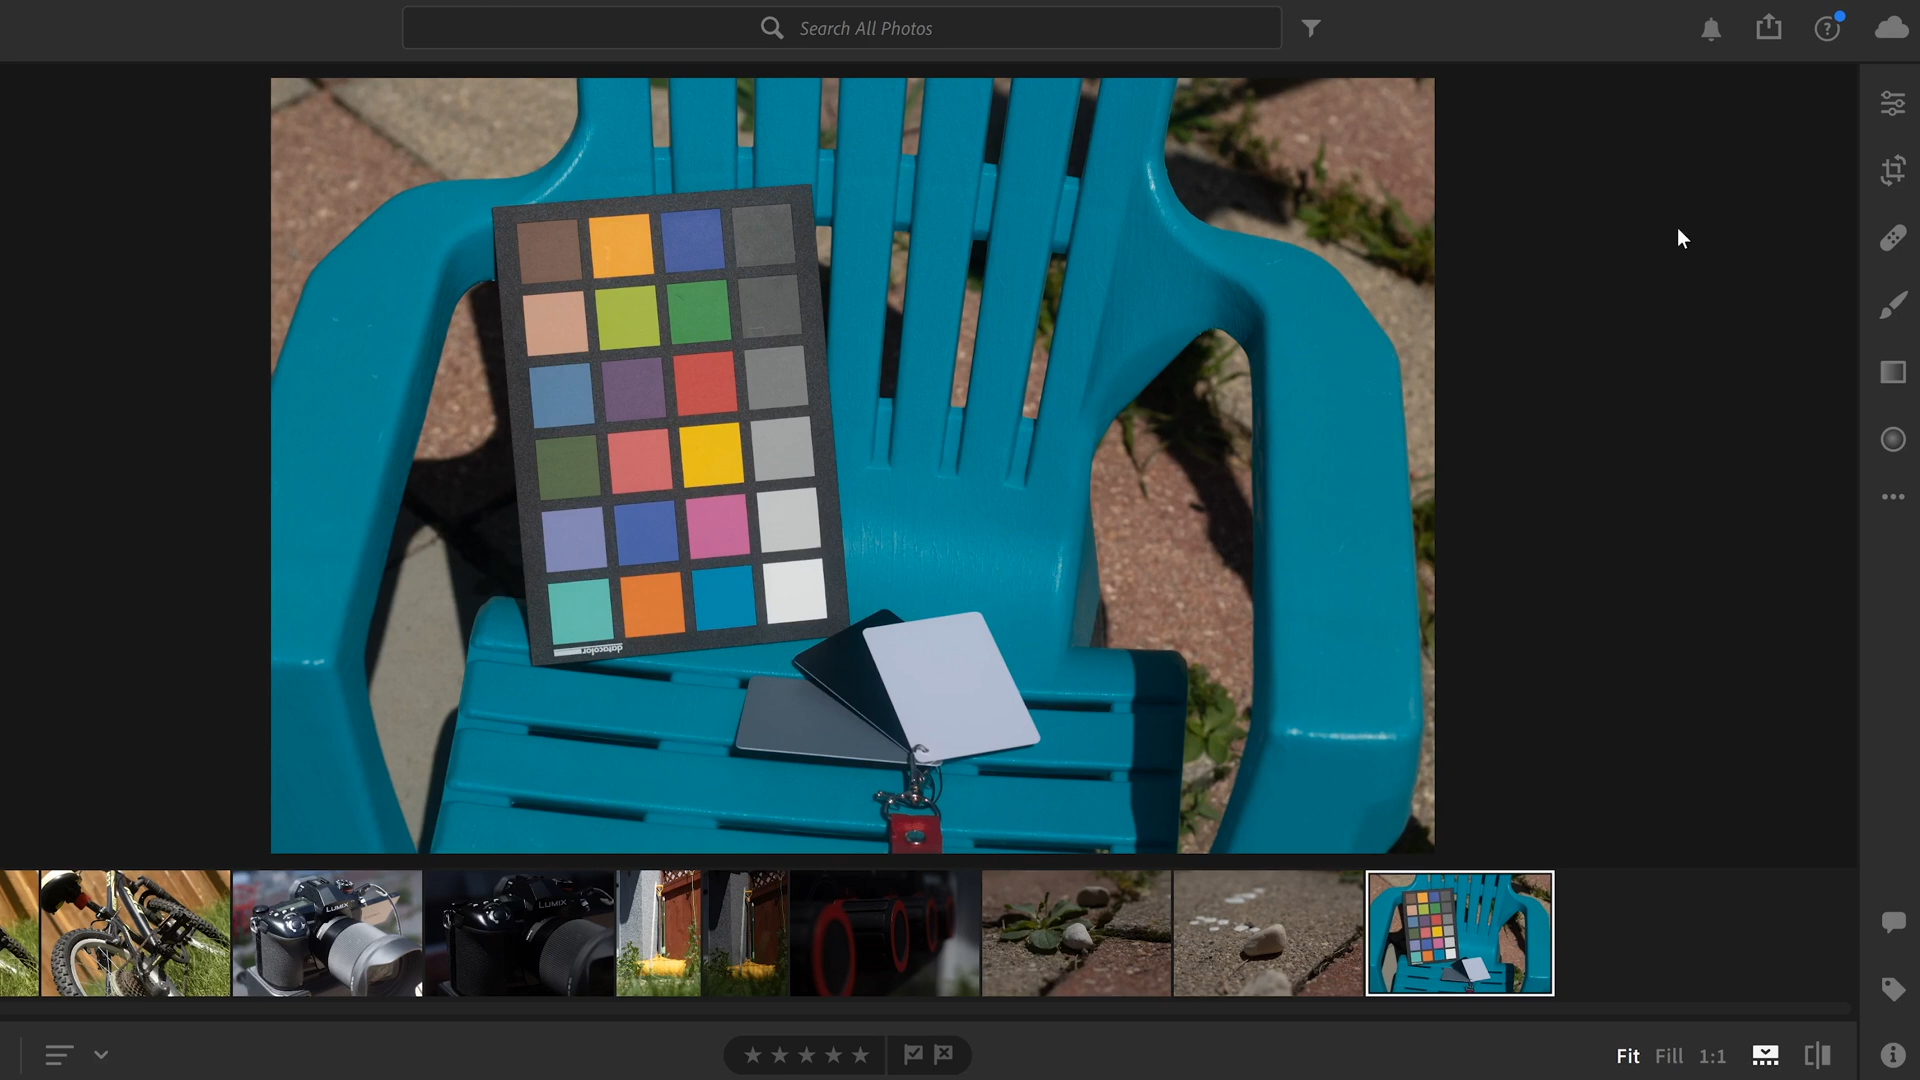 Search All Photos
datacolor
LUMIX
LUMIX
Fit Fill 1:1